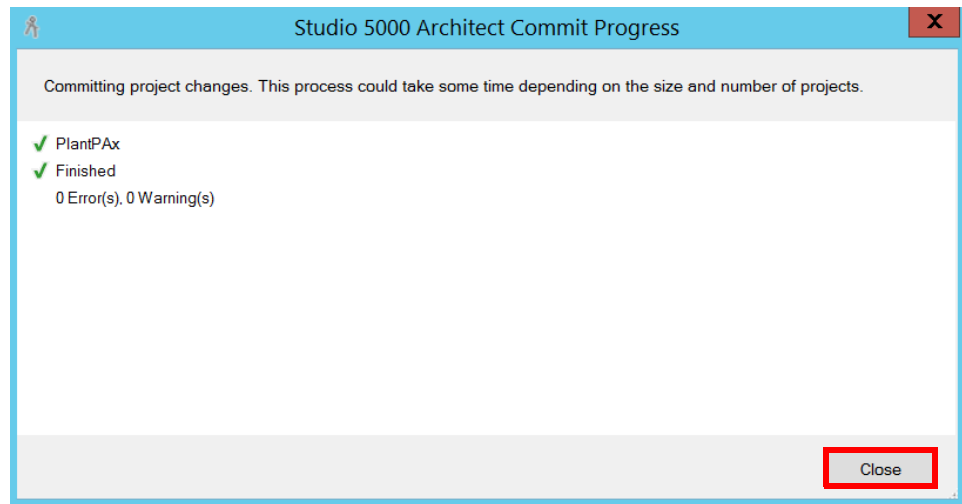 Studio 5000 Architect Commit Progress
X
Committing project changes. This process could take some time depending on the size and number of projects.
PlantPAx
Finished
0 Error(s), 0 Warning(s)
Close